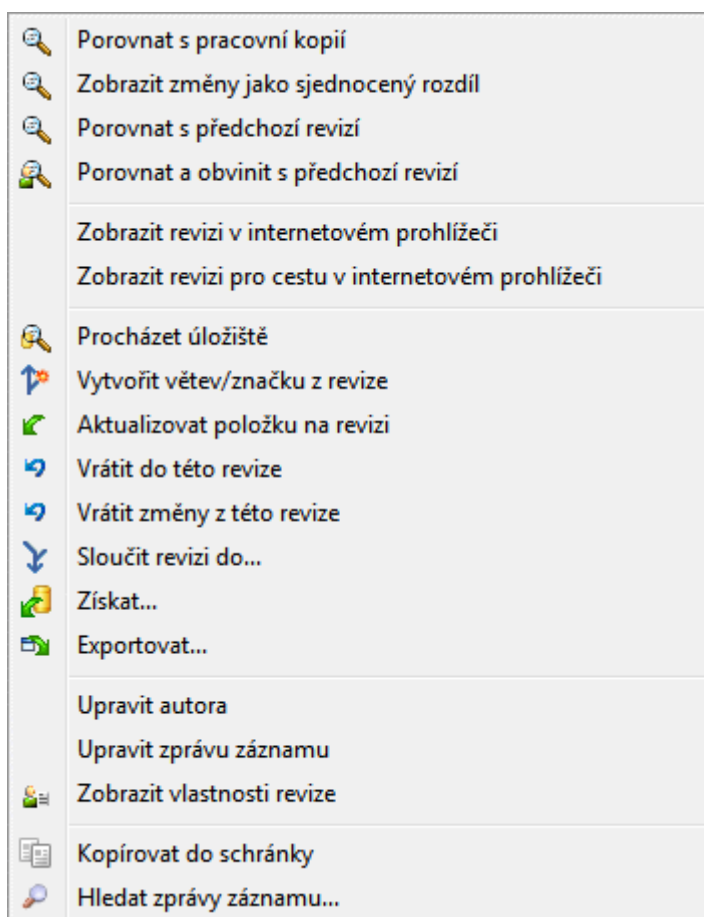 Porovnat s pracovní kopií
Zobrazit změny jako sjednocený rozdíl
Porovnat s předchozí revizí
Porovnat a obvinit s předchozí revizí
Zobrazit revizi v internetovém prohlížeči
Zobrazit revizi pro cestu v internetovém prohlížeči
Procházet úložiště
Vytvořit větev/značku z revize
Aktualizovat položku na revizi
Vrátit do této revize
Vrátit změny z této revize
Sloučit revizi do...
Získat...
Exportovat...
Upravit autora
Upravit zprávu záznamu
Zobrazit vlastnosti revize
Kopírovat do schránky
Hledat zprávy záznamu...